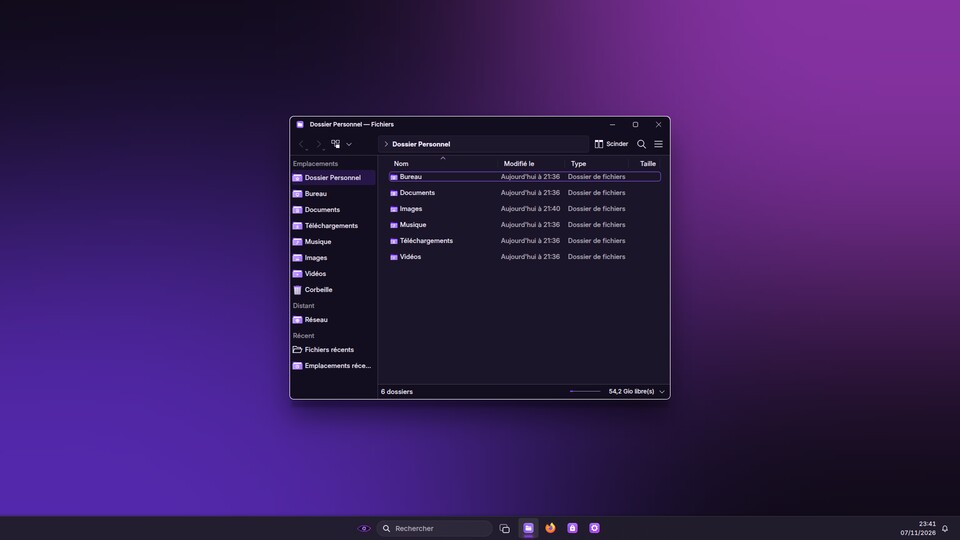 Dossier Personnel — Fichiers
Dossier Personnel
Scinder
Emplacements
Dossier Personnel
Bureau
Documents
Téléchargements
Musique
Images
Vidéos
Corbeille
Distant
Réseau
Récent
Fichiers récents
Emplacements réce...
Nom Modifié le Type Taille
Bureau Aujourd'hui à 21:36 Dossier de fichiers
Documents Aujourd'hui à 21:36 Dossier de fichiers
Images Aujourd'hui à 21:40 Dossier de fichiers
Musique Aujourd'hui à 21:36 Dossier de fichiers
Téléchargements Aujourd'hui à 21:36 Dossier de fichiers
Vidéos Aujourd'hui à 21:36 Dossier de fichiers
6 dossiers
54,2 Gio libre(s)
Rechercher
23:41
07/11/2026